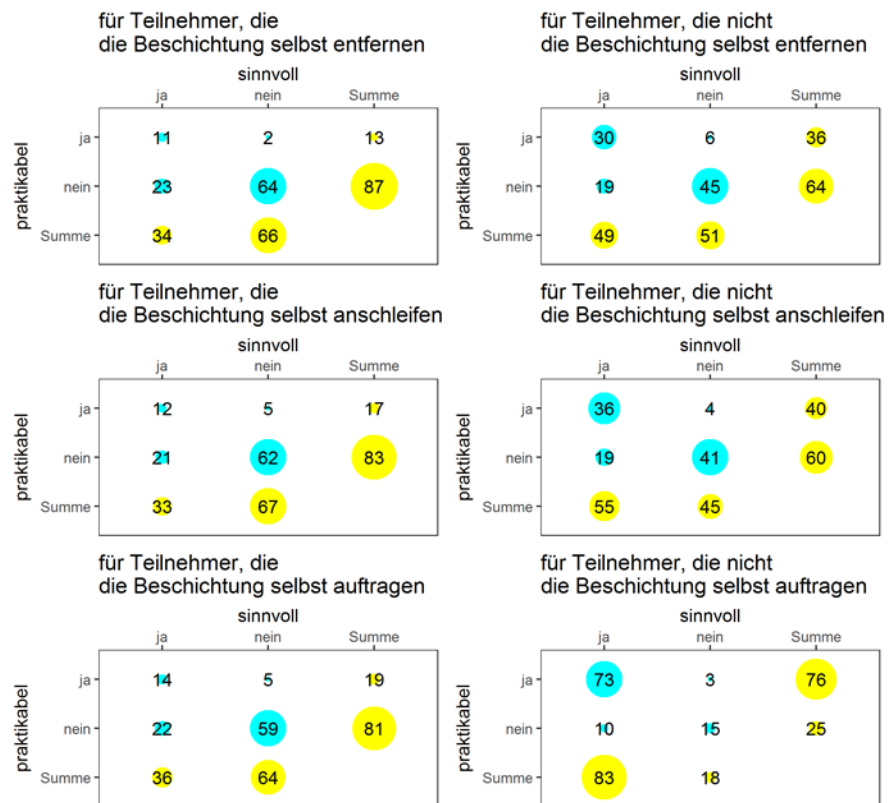 für Teilnehmer, die
die Beschichtung selbst entfernen
sinnvoll
ja nein Summe
praktikabel
ja 11 2 13
nein 23 64 87
Summe 34 66
für Teilnehmer, die nicht
die Beschichtung selbst entfernen
sinnvoll
ja nein Summe
praktikabel
ja 30 6 36
nein 19 45 64
Summe 49 51
für Teilnehmer, die
die Beschichtung selbst anschleifen
sinnvoll
ja nein Summe
praktikabel
ja 12 5 17
nein 21 62 83
Summe 33 67
für Teilnehmer, die nicht
die Beschichtung selbst anschleifen
sinnvoll
ja nein Summe
praktikabel
ja 36 4 40
nein 19 41 60
Summe 55 45
für Teilnehmer, die
die Beschichtung selbst auftragen
sinnvoll
ja nein Summe
praktikabel
ja 14 5 19
nein 22 59 81
Summe 36 64
für Teilnehmer, die nicht
die Beschichtung selbst auftragen
sinnvoll
ja nein Summe
praktikabel
ja 73 3 76
nein 10 15 25
Summe 83 18